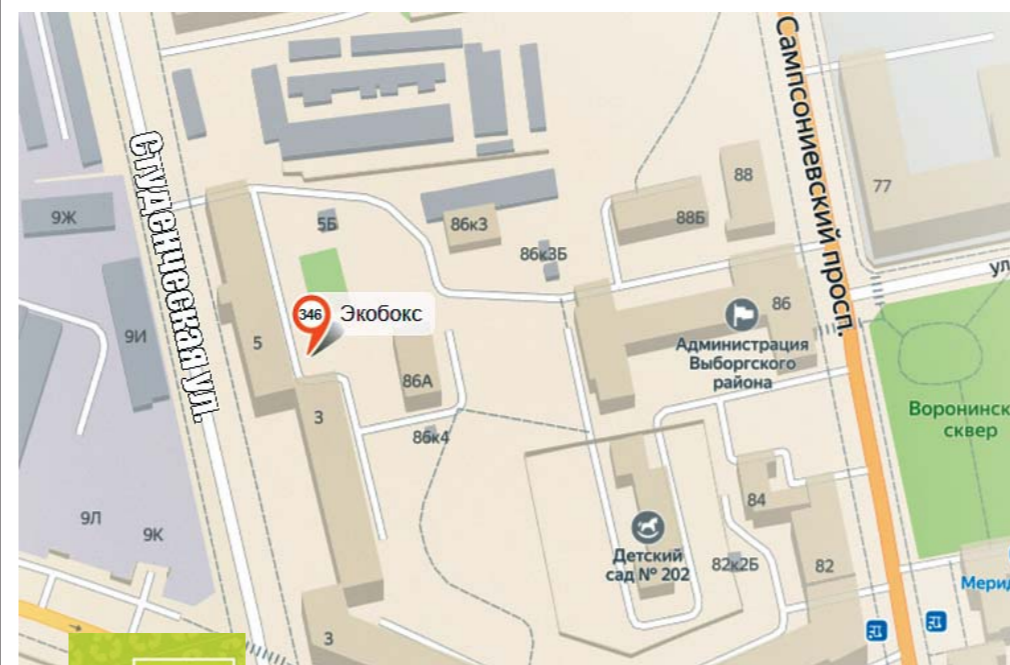 Сампсониевский просп.
Студенческая ул.
88
77
9Ж
5Б
86к3
88Б
86к3Б
ул
346
Экобокс
86
9И
5
Администрация
Выборгского
района
86А
3
86к4
Воронинск
сквер
84
9Л
9К
Детский
сад № 202
82к2Б
82
Мерид
3